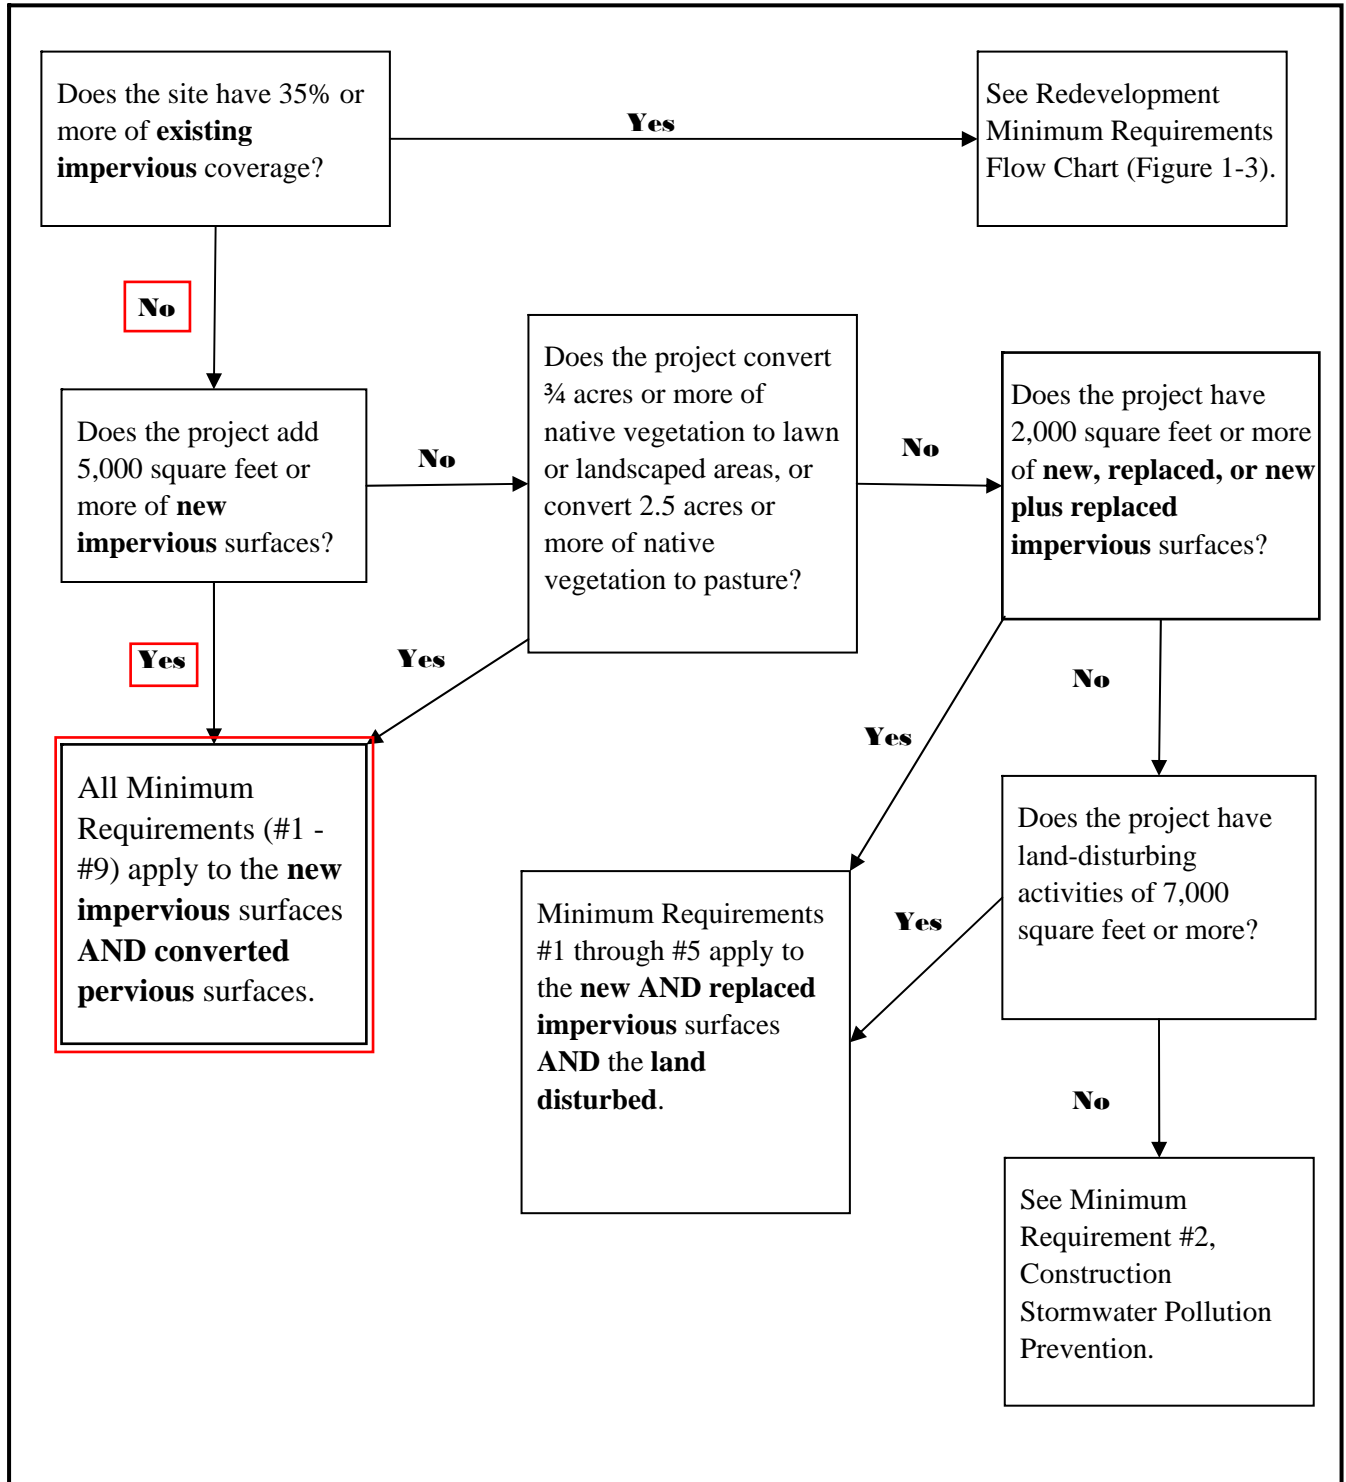 Does the site have 35% or
more of existing
impervious coverage?
Yes
See Redevelopment
Minimum Requirements
Flow Chart (Figure 1-3).
No
Does the project add
5,000 square feet or
more of new
impervious surfaces?
No
Does the project convert
¾ acres or more of
native vegetation to lawn
or landscaped areas, or
convert 2.5 acres or
more of native
vegetation to pasture?
No
Does the project have
2,000 square feet or more
of new, replaced, or new
plus replaced
impervious surfaces?
Yes
Yes
Yes
No
All Minimum
Requirements (#1 -
#9) apply to the new
impervious surfaces
AND converted
pervious surfaces.
Minimum Requirements
#1 through #5 apply to
the new AND replaced
impervious surfaces
AND the land
disturbed.
Yes
Does the project have
land-disturbing
activities of 7,000
square feet or more?
No
See Minimum
Requirement #2,
Construction
Stormwater Pollution
Prevention.